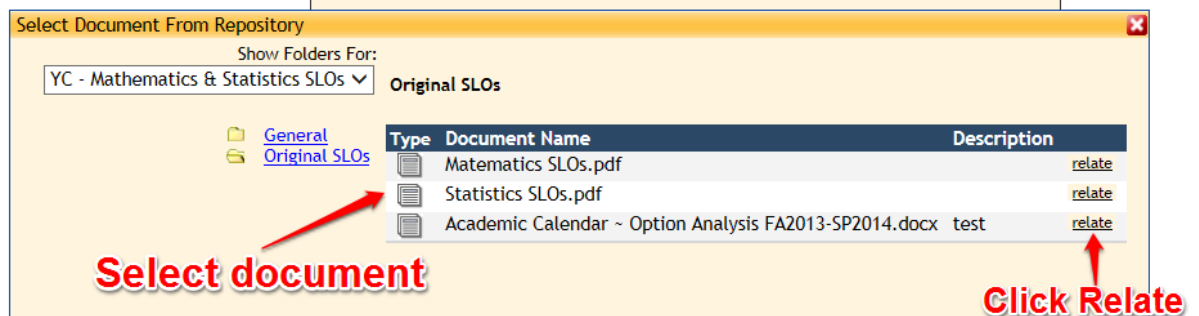 Select Document From Repository
Show Folders For:
YC - Mathematics & Statistics SLOs
Original SLOs
General
Original SLOs
Type Document Name Description
Matematics SLOs.pdf relate
Statistics SLOs.pdf relate
Academic Calendar ~ Option Analysis FA2013-SP2014.docx test relate
Select document
Click Relate